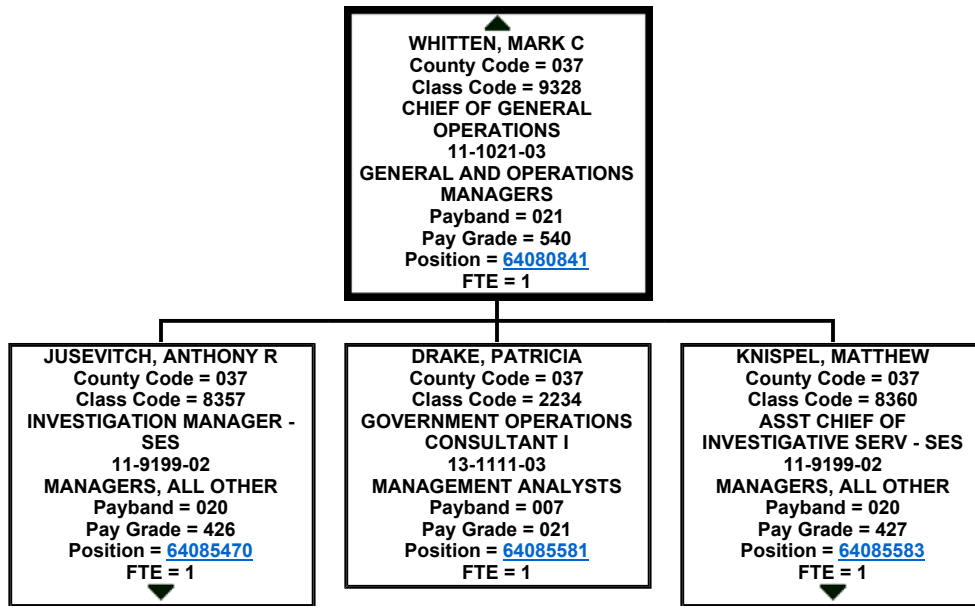 WHITTEN, MARK C
County Code = 037
Class Code = 9328
CHIEF OF GENERAL
OPERATIONS
11-1021-03
GENERAL AND OPERATIONS
MANAGERS
Payband = 021
Pay Grade = 540
Position = 64080841
FTE = 1
JUSEVITCH, ANTHONY R
County Code = 037
Class Code = 8357
INVESTIGATION MANAGER -
SES
11-9199-02
MANAGERS, ALL OTHER
Payband = 020
Pay Grade = 426
Position = 64085470
FTE = 1
DRAKE, PATRICIA
County Code = 037
Class Code = 2234
GOVERNMENT OPERATIONS
CONSULTANT I
13-1111-03
MANAGEMENT ANALYSTS
Payband = 007
Pay Grade = 021
Position = 64085581
FTE = 1
KNISPEL, MATTHEW
County Code = 037
Class Code = 8360
ASST CHIEF OF
INVESTIGATIVE SERV - SES
11-9199-02
MANAGERS, ALL OTHER
Payband = 020
Pay Grade = 427
Position = 64085583
FTE = 1